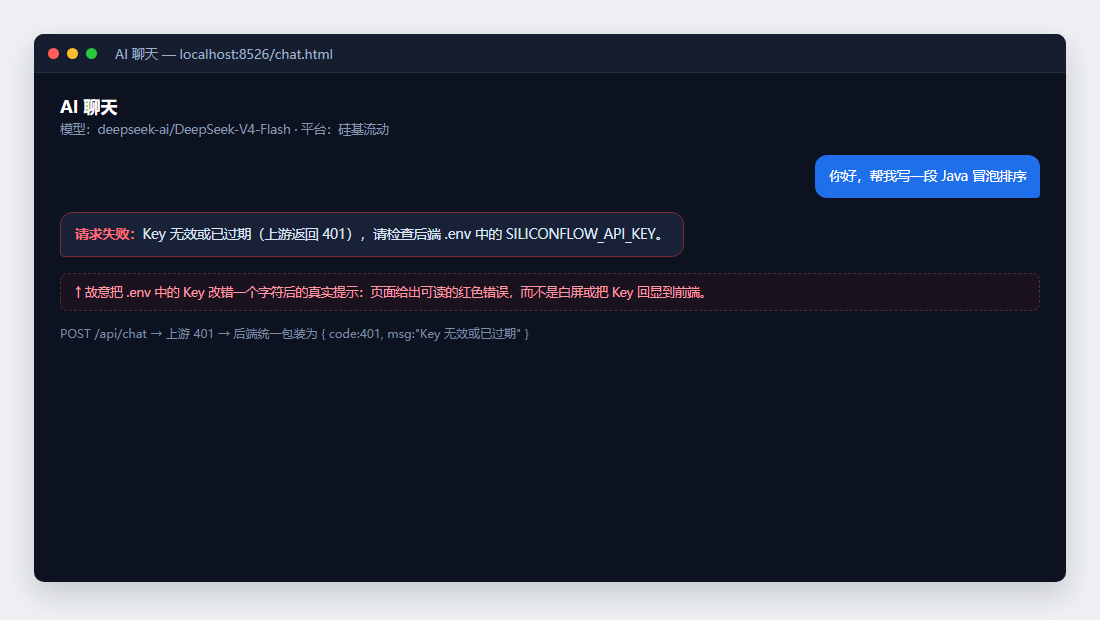 AI 聊天 — localhost:8526/chat.html
AI 聊天
模型：deepseek-ai/DeepSeek-V4-Flash · 平台：硅基流动
你好，帮我写一段 Java 冒泡排序
请求失败：Key 无效或已过期（上游返回 401），请检查后端 .env 中的 SILICONFLOW_API_KEY。
↑ 故意把 .env 中的 Key 改错一个字符后的真实提示：页面给出可读的红色错误，而不是白屏或把 Key 回显到前端。
POST /api/chat → 上游 401 → 后端统一包装为 { code:401, msg:"Key 无效或已过期" }